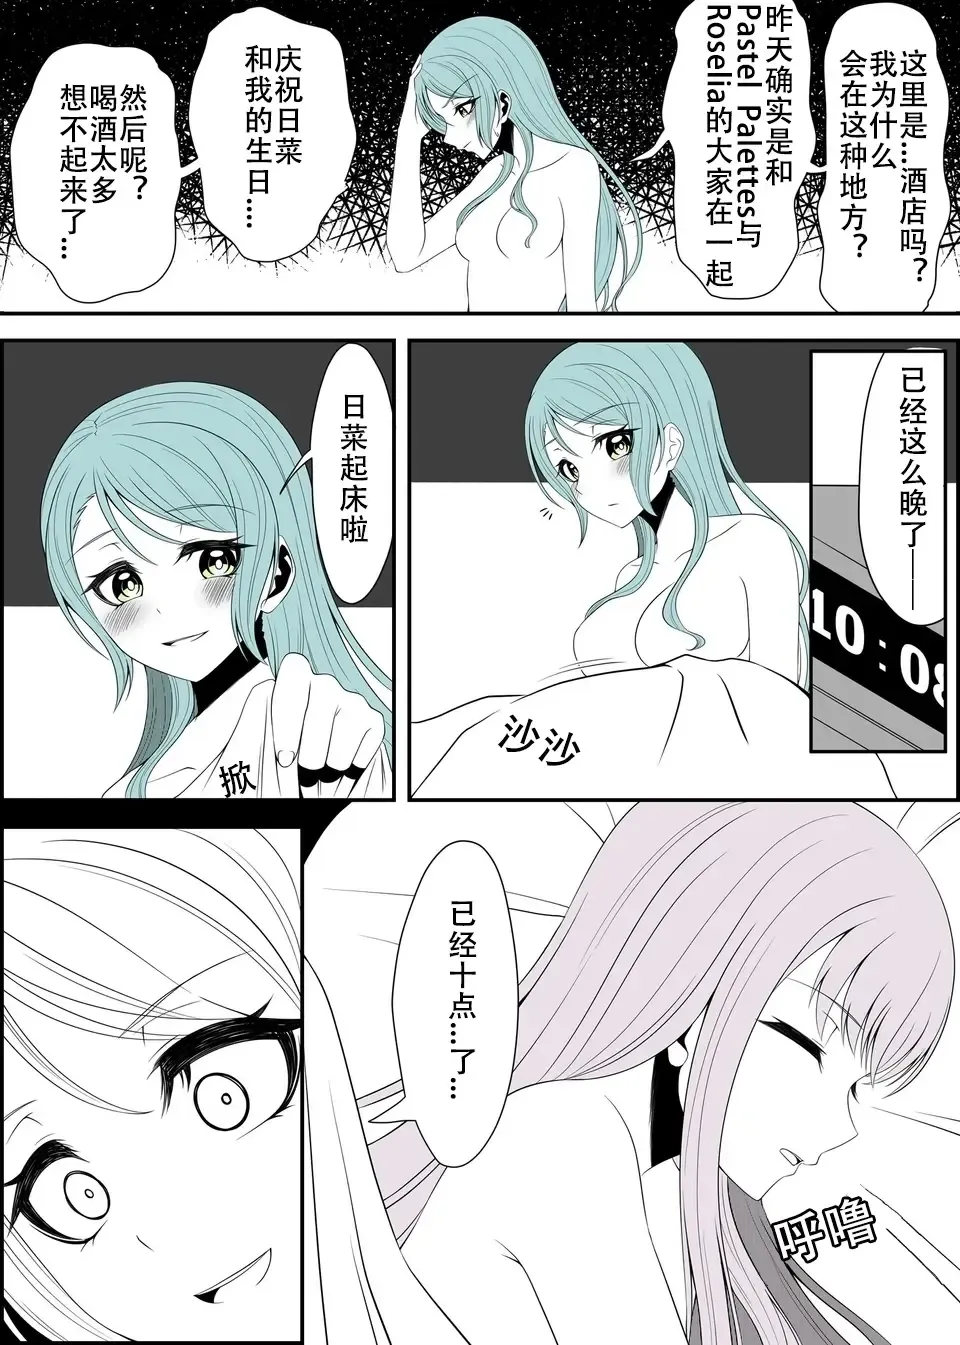 这里是…酒店吗？
我为什么
会在这种地方？
昨天确实是和
Pastel Palettes与
Roselia的大家在一起
庆祝日菜
和我的生日…
然后呢？
喝酒太多
想不起来了…
已经这么晚了——
10:08
沙沙
日菜起床啦
掀
已经十点…了…
呼噜